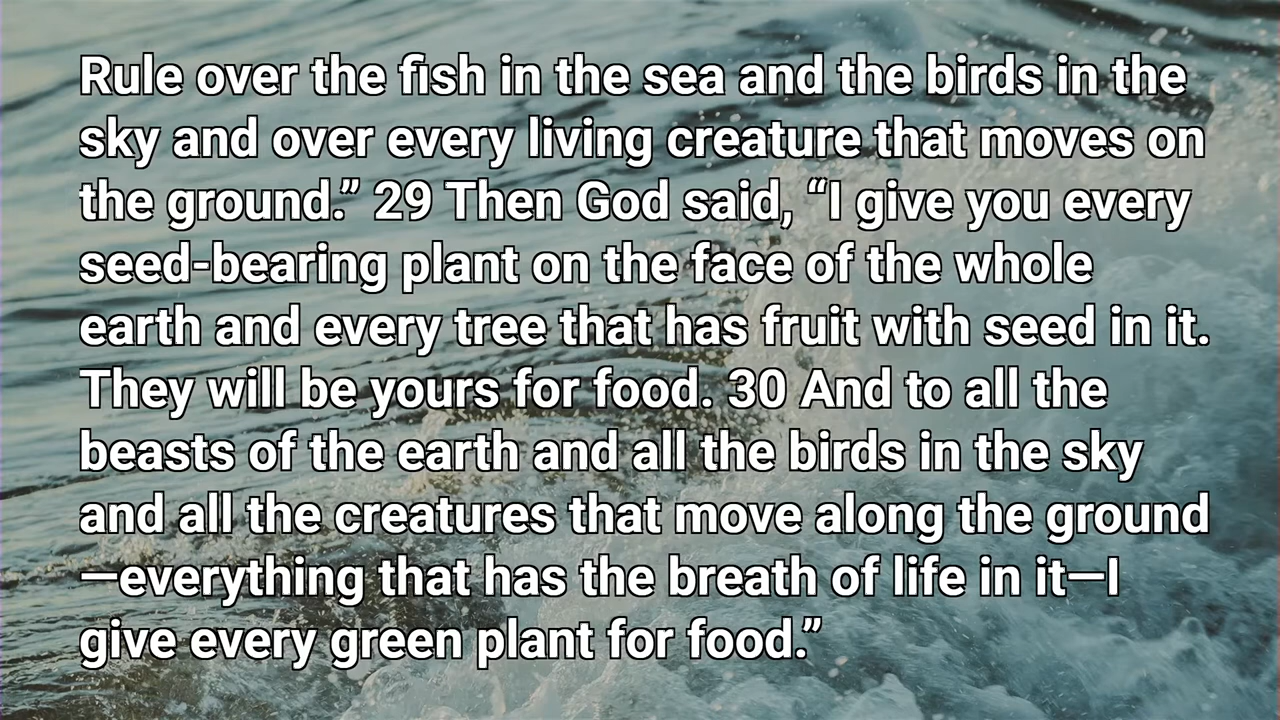 Rule over the fish in the sea and the birds in the
sky and over every living creature that moves on
the ground.” 29 Then God said, “I give you every
seed-bearing plant on the face of the whole
earth and every tree that has fruit with seed in it.
They will be yours for food. 30 And to all the
beasts of the earth and all the birds in the sky
and all the creatures that move along the ground
—everything that has the breath of life in it—I
give every green plant for food.”